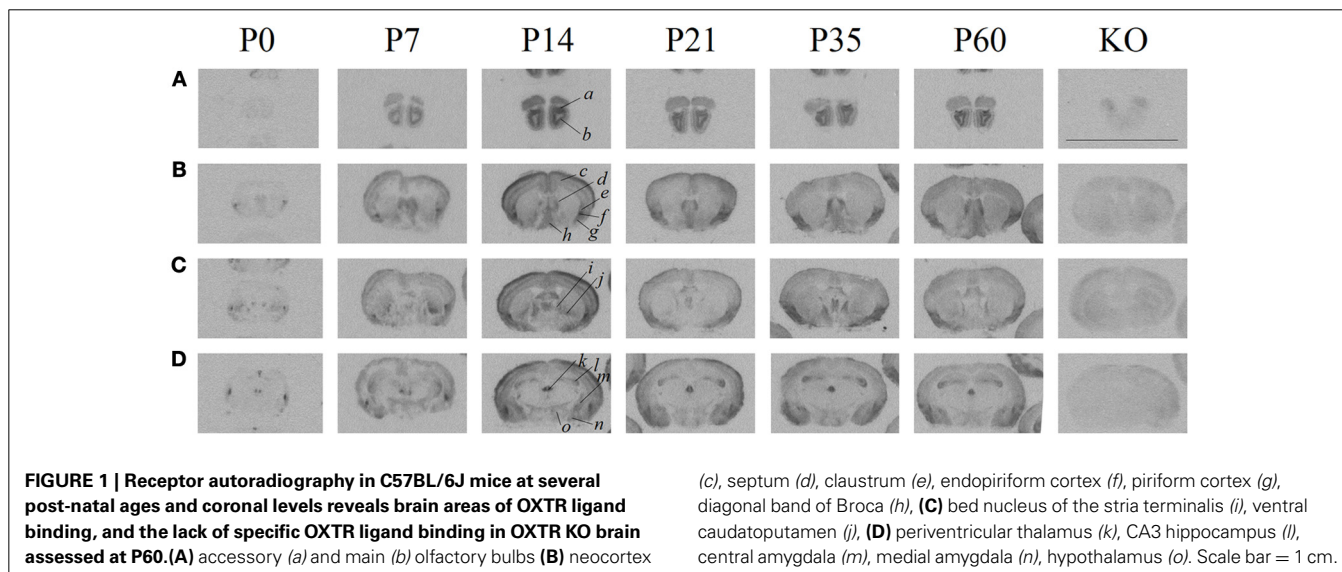 P0 P7 P14 P21 P35 P60 KO
A
a
b
B
c
d
e
f
g
h
C
i
j
D
k
l
m
n
o
FIGURE 1 | Receptor autoradiography in C57BL/6J mice at several
post-natal ages and coronal levels reveals brain areas of OXTR ligand
binding, and the lack of specific OXTR ligand binding in OXTR KO brain
assessed at P60.(A) accessory (a) and main (b) olfactory bulbs (B) neocortex
(c), septum (d), claustrum (e), endopiriform cortex (f), piriform cortex (g),
diagonal band of Broca (h), (C) bed nucleus of the stria terminalis (i), ventral
caudatoputamen (j), (D) periventricular thalamus (k), CA3 hippocampus (l),
central amygdala (m), medial amygdala (n), hypothalamus (o). Scale bar = 1 cm.